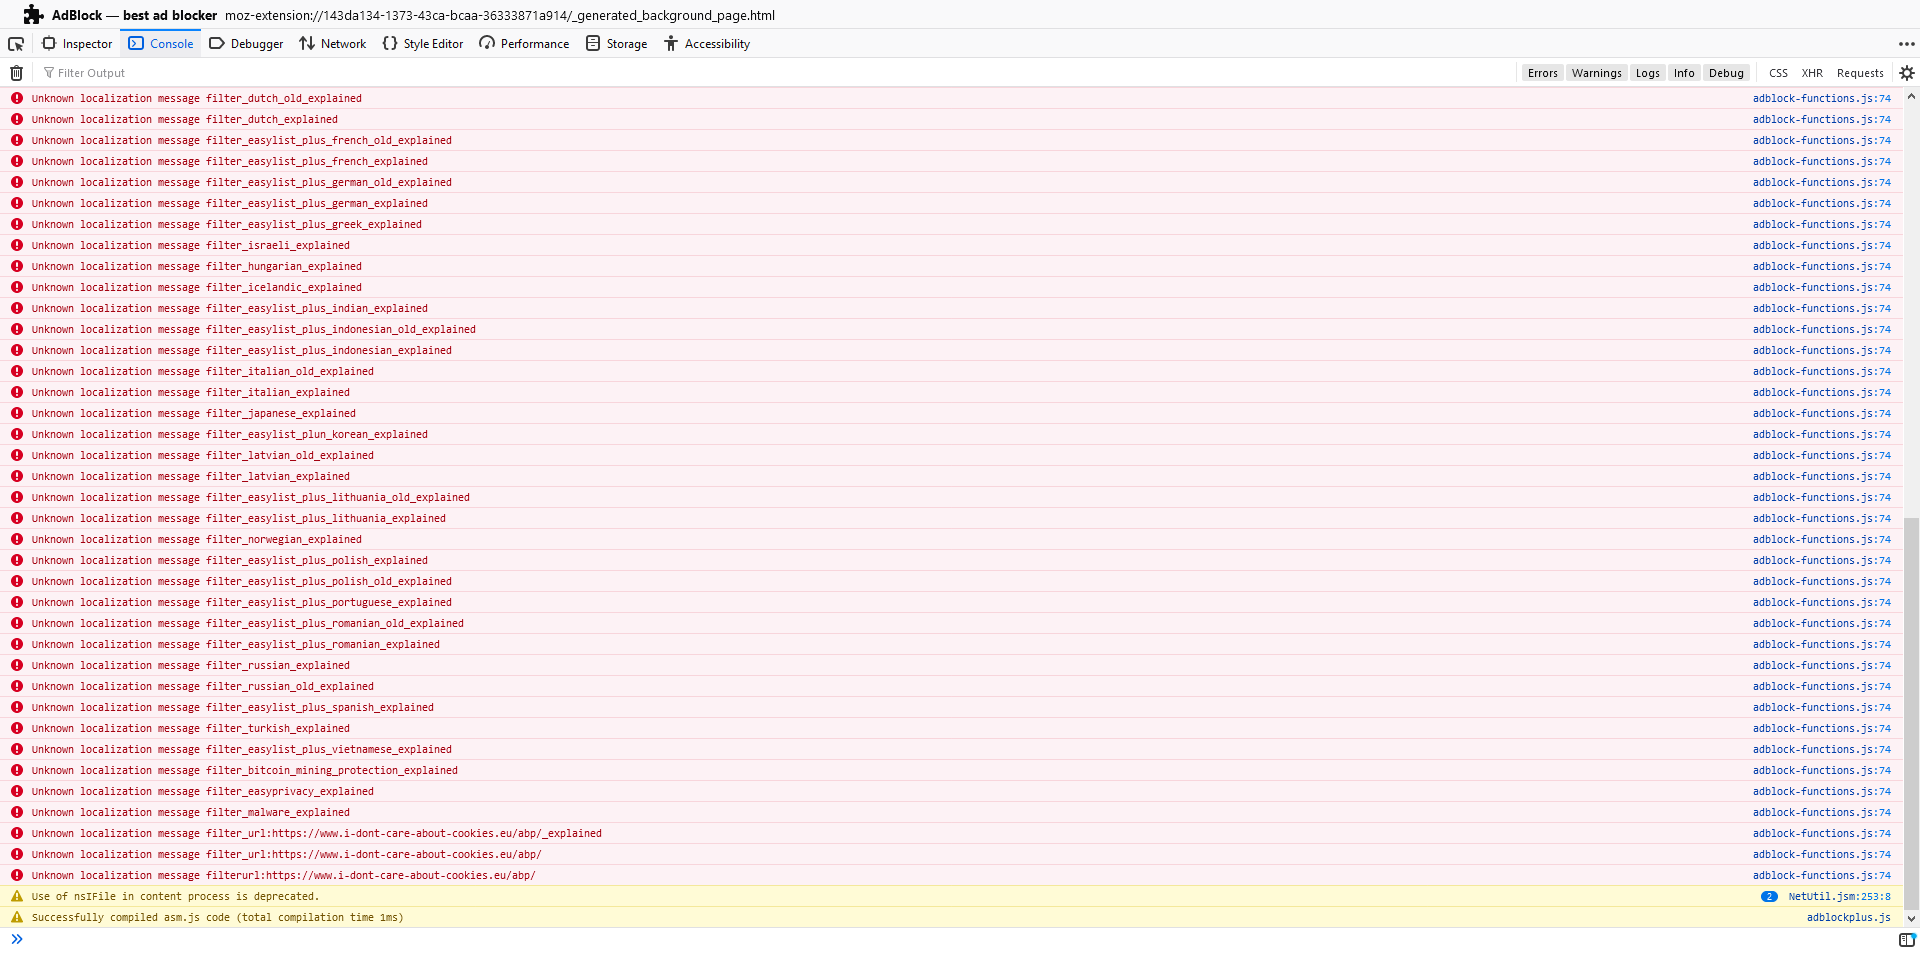 AdBlock — best ad blocker moz-extension://143da134-1373-43ca-bcaa-36333871a914/_generated_background_page.html
Inspector Console Debugger Network Style Editor Performance Storage Accessibility
Filter Output Errors Warnings Logs Info Debug CSS XHR Requests
Unknown localization message filter_dutch_old_explained adblock-functions.js:74
Unknown localization message filter_dutch_explained adblock-functions.js:74
Unknown localization message filter_easylist_plus_french_old_explained adblock-functions.js:74
Unknown localization message filter_easylist_plus_french_explained adblock-functions.js:74
Unknown localization message filter_easylist_plus_german_old_explained adblock-functions.js:74
Unknown localization message filter_easylist_plus_german_explained adblock-functions.js:74
Unknown localization message filter_easylist_plus_greek_explained adblock-functions.js:74
Unknown localization message filter_israeli_explained adblock-functions.js:74
Unknown localization message filter_hungarian_explained adblock-functions.js:74
Unknown localization message filter_icelandic_explained adblock-functions.js:74
Unknown localization message filter_easylist_plus_indian_explained adblock-functions.js:74
Unknown localization message filter_easylist_plus_indonesian_old_explained adblock-functions.js:74
Unknown localization message filter_easylist_plus_indonesian_explained adblock-functions.js:74
Unknown localization message filter_italian_old_explained adblock-functions.js:74
Unknown localization message filter_italian_explained adblock-functions.js:74
Unknown localization message filter_japanese_explained adblock-functions.js:74
Unknown localization message filter_easylist_plun_korean_explained adblock-functions.js:74
Unknown localization message filter_latvian_old_explained adblock-functions.js:74
Unknown localization message filter_latvian_explained adblock-functions.js:74
Unknown localization message filter_easylist_plus_lithuania_old_explained adblock-functions.js:74
Unknown localization message filter_easylist_plus_lithuania_explained adblock-functions.js:74
Unknown localization message filter_norwegian_explained adblock-functions.js:74
Unknown localization message filter_easylist_plus_polish_explained adblock-functions.js:74
Unknown localization message filter_easylist_plus_polish_old_explained adblock-functions.js:74
Unknown localization message filter_easylist_plus_portuguese_explained adblock-functions.js:74
Unknown localization message filter_easylist_plus_romanian_old_explained adblock-functions.js:74
Unknown localization message filter_easylist_plus_romanian_explained adblock-functions.js:74
Unknown localization message filter_russian_explained adblock-functions.js:74
Unknown localization message filter_russian_old_explained adblock-functions.js:74
Unknown localization message filter_easylist_plus_spanish_explained adblock-functions.js:74
Unknown localization message filter_turkish_explained adblock-functions.js:74
Unknown localization message filter_easylist_plus_vietnamese_explained adblock-functions.js:74
Unknown localization message filter_bitcoin_mining_protection_explained adblock-functions.js:74
Unknown localization message filter_easyprivacy_explained adblock-functions.js:74
Unknown localization message filter_malware_explained adblock-functions.js:74
Unknown localization message filter_url:https://www.i-dont-care-about-cookies.eu/abp/_explained adblock-functions.js:74
Unknown localization message filter_url:https://www.i-dont-care-about-cookies.eu/abp/ adblock-functions.js:74
Unknown localization message filterurl:https://www.i-dont-care-about-cookies.eu/abp/ adblock-functions.js:74
Use of nsIFile in content process is deprecated. 2 NetUtil.jsm:253:8
Successfully compiled asm.js code (total compilation time 1ms) adblockplus.js